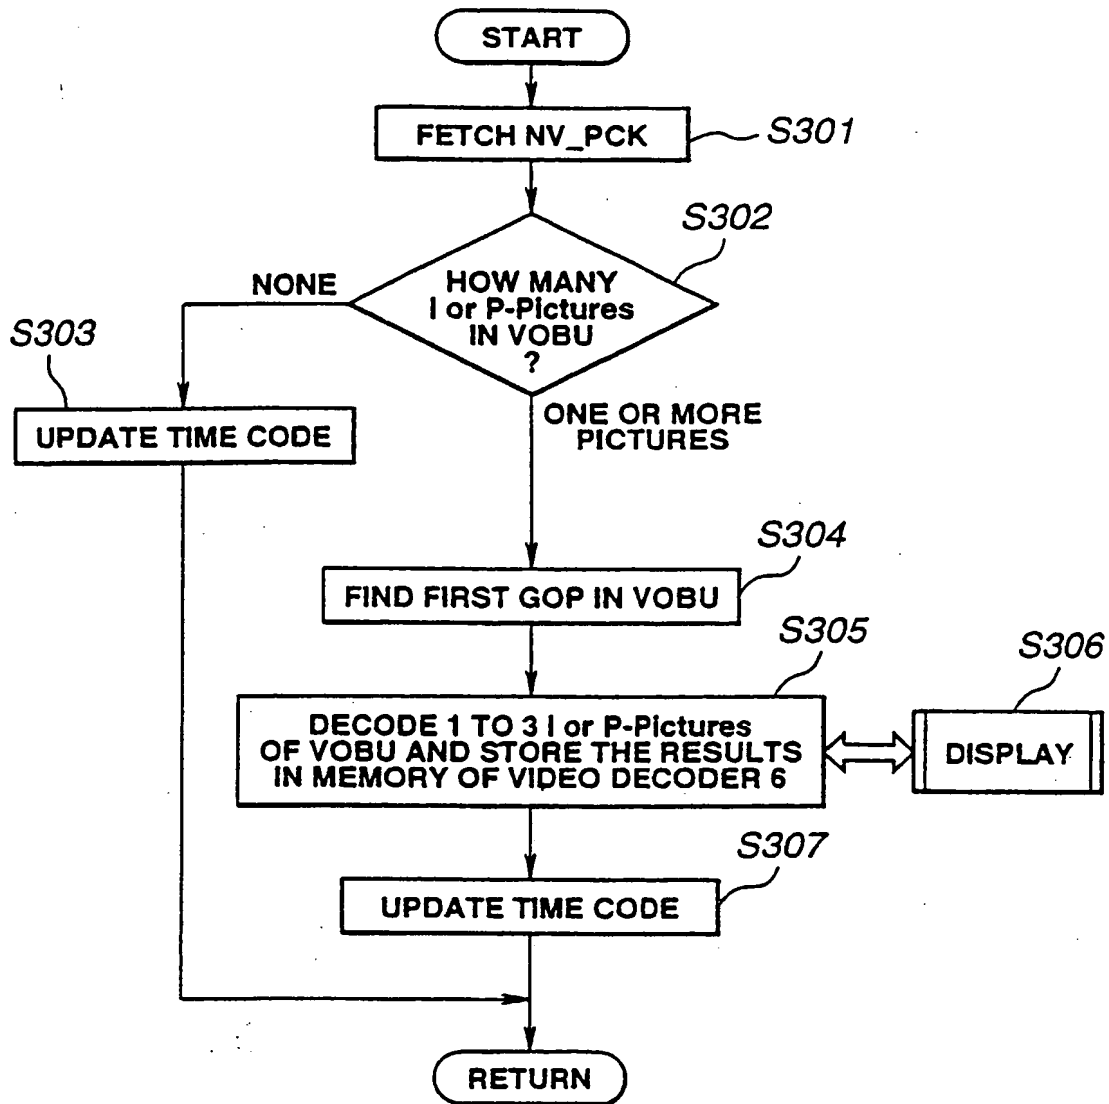 START
FETCH NV_PCK
S301
S302
HOW MANY
I or P-Pictures
IN VOBU
?
NONE
S303
UPDATE TIME CODE
ONE OR MORE
PICTURES
S304
FIND FIRST GOP IN VOBU
S305
DECODE 1 TO 3 I or P-Pictures
OF VOBU AND STORE THE RESULTS
IN MEMORY OF VIDEO DECODER 6
S306
DISPLAY
S307
UPDATE TIME CODE
RETURN